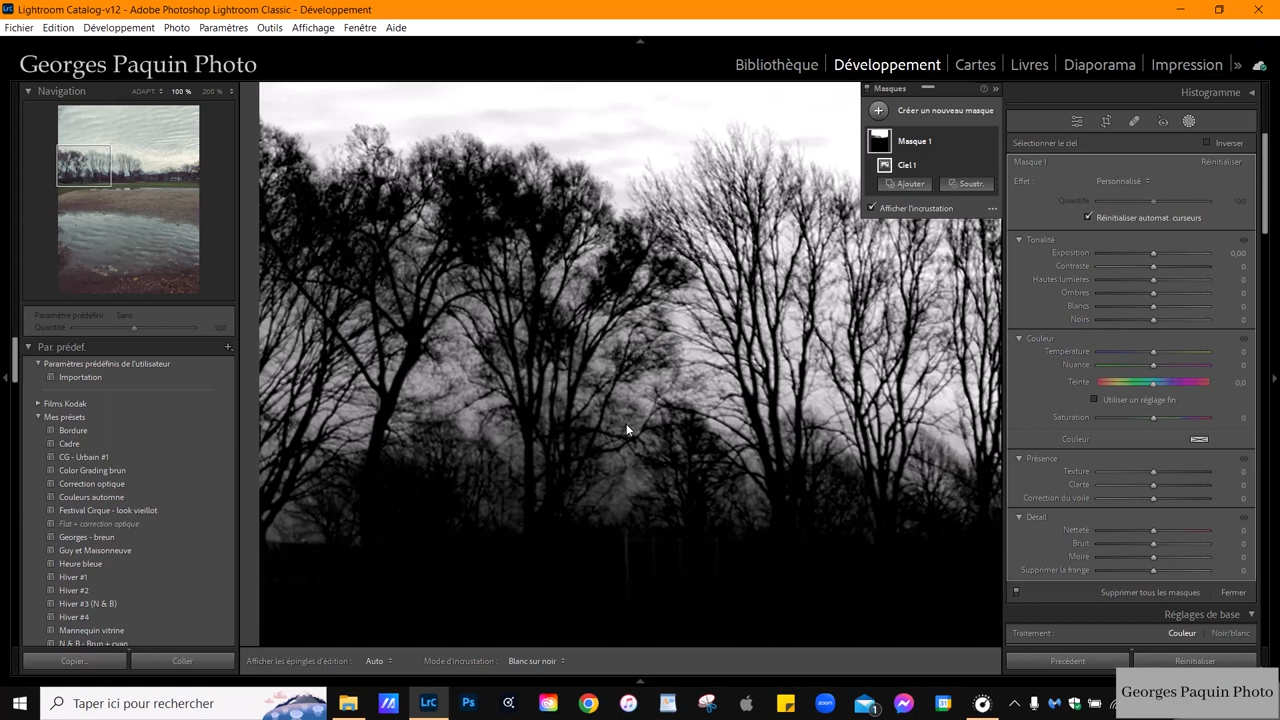 Lightroom Catalog-v12 - Adobe Photoshop Lightroom Classic - Développement
Fichier Edition Développement Photo Paramètres Outils Affichage Fenêtre Aide
Georges Paquin Photo
Bibliothèque Développement Cartes Livres Diaporama Impression »
Navigation ADAPT. 100 % 200 %
Paramètre prédéfini : Sans
Quantité 100
Par. prédéf.
Paramètres prédéfinis de l'utilisateur
Importation
Films Kodak
Mes présets
Bordure
Cadre
CG - Urbain #1
Color Grading brun
Correction optique
Couleurs automne
Festival Cirque - look vieillot
Flat + correction optique
Georges - breun
Guy et Maisonneuve
Heure bleue
Hiver #1
Hiver #2
Hiver #3 (N & B)
Hiver #4
Mannequin vitrine
N & B - Brun + cyan
Copier... Coller
Masques
Créer un nouveau masque
Masque 1
Ciel 1
Ajouter Soustr.
Afficher l'incrustation
Afficher les épingles d'édition : Auto Mode d'incrustation : Blanc sur noir
Histogramme
Sélectionner le ciel Inverser
Masque 1 Réinitialiser
Effet : Personnalisé
Quantité 100
Réinitialiser automat. curseurs
Tonalité
Exposition 0,00
Contraste 0
Hautes lumières 0
Ombres 0
Blancs 0
Noirs 0
Couleur
Température 0
Nuance 0
Teinte 0,0
Utiliser un réglage fin
Saturation 0
Couleur
Présence
Texture 0
Clarté 0
Correction du voile 0
Détail
Netteté 0
Bruit 0
Moiré 0
Supprimer la frange 0
Supprimer tous les masques Fermer
Réglages de base
Traitement : Couleur Noir/blanc
Précédent Réinitialiser
Taper ici pour rechercher
LrC
Ps
zoom
1
Georges Paquin Photo